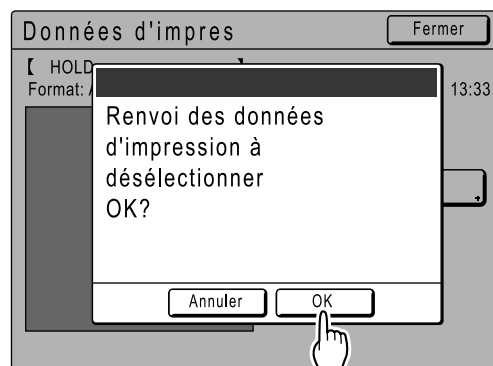 Données d'impres
Fermer
【 HOLD
Format:
13:33
Renvoi des données
d'impression à
désélectionner
OK?
Annuler
OK